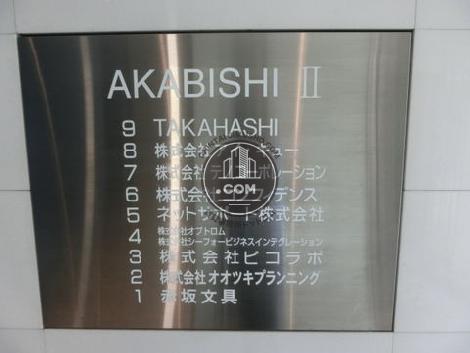 AKABISHI II
9 TAKAHASHI
8 株式会社
7 株式会社
6 株式会社
5 ネットサポート株式会社
4 株式会社オプトロム
株式会社シーフォービジネスインテグレーション
3 株式会社ピコラボ
2 株式会社オオツキプランニング
1 赤坂文具
.COM